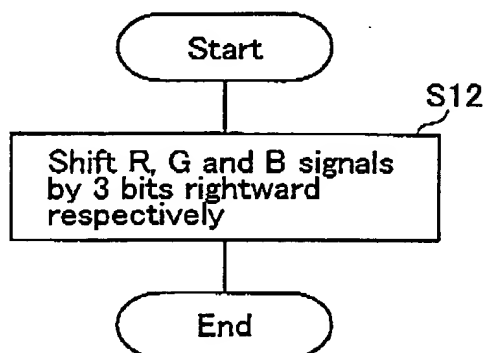 Start
S12
Shift R, G and B signals
by 3 bits rightward
respectively
End